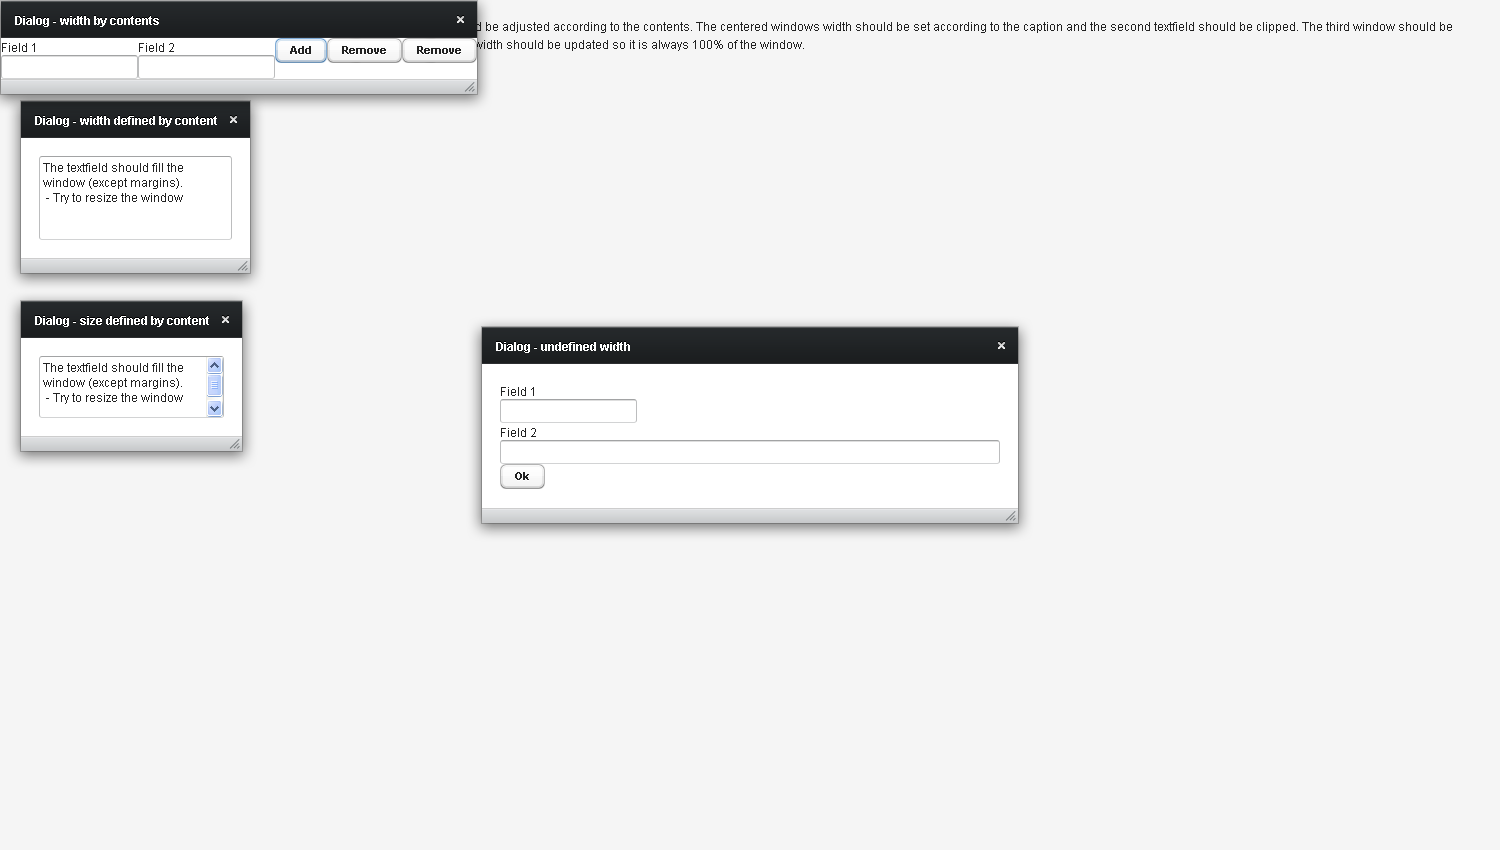 Dialog - width by contents
be adjusted according to the contents. The centered windows width should be set according to the caption and the second textfield should be clipped. The third window should be
width should be updated so it is always 100% of the window.
Field 1 Field 2 Add Remove Remove
Dialog - width defined by content
The textfield should fill the
window (except margins).
- Try to resize the window
Dialog - size defined by content
The textfield should fill the
window (except margins).
- Try to resize the window
Dialog - undefined width
Field 1
Field 2
Ok